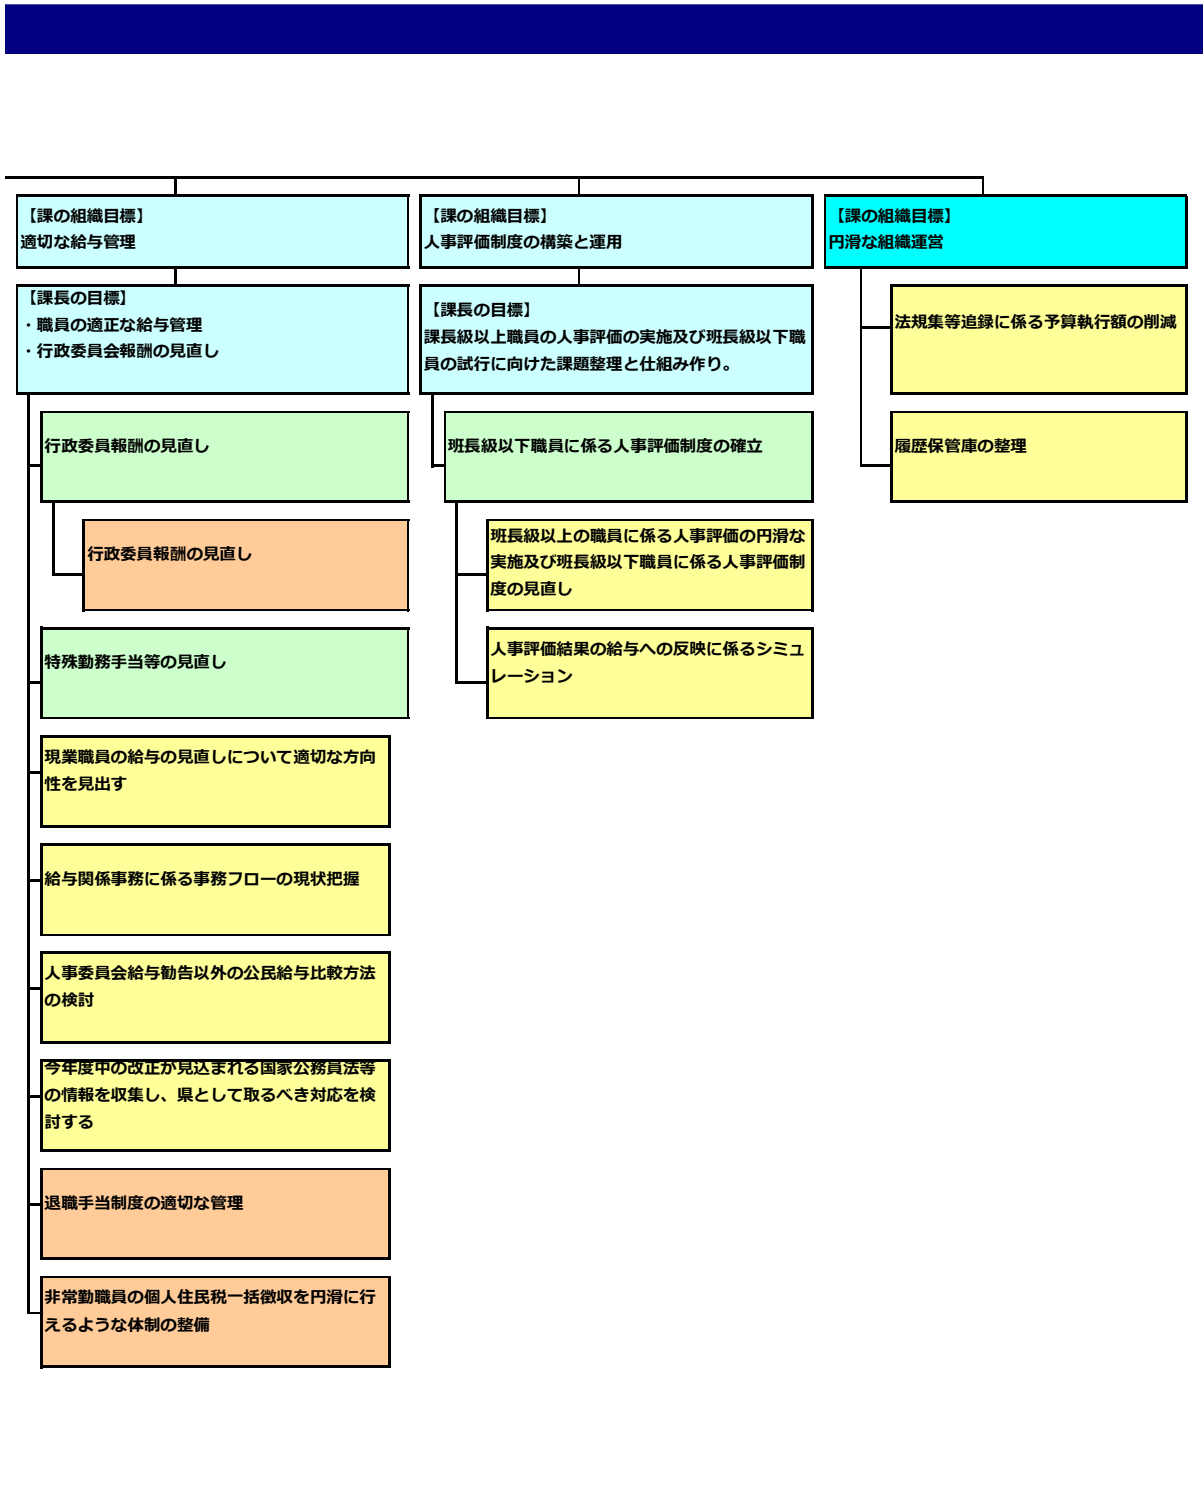 【課の組織目標】
適切な給与管理
【課長の目標】
・職員の適正な給与管理
・行政委員会報酬の見直し
行政委員報酬の見直し
行政委員報酬の見直し
特殊勤務手当等の見直し
現業職員の給与の見直しについて適切な方向
性を見出す
給与関係事務に係る事務フローの現状把握
人事委員会給与勧告以外の公民給与比較方法
の検討
今年度中の改正が見込まれる国家公務員法等
の情報を収集し、県として取るべき対応を検
討する
退職手当制度の適切な管理
非常勤職員の個人住民税一括徴収を円滑に行
えるような体制の整備
【課の組織目標】
人事評価制度の構築と運用
【課長の目標】
課長級以上職員の人事評価の実施及び班長級以下職
員の試行に向けた課題整理と仕組み作り。
班長級以下職員に係る人事評価制度の確立
班長級以上の職員に係る人事評価の円滑な
実施及び班長級以下職員に係る人事評価制
度の見直し
人事評価結果の給与への反映に係るシミュ
レーション
【課の組織目標】
円滑な組織運営
法規集等追録に係る予算執行額の削減
履歴保管庫の整理